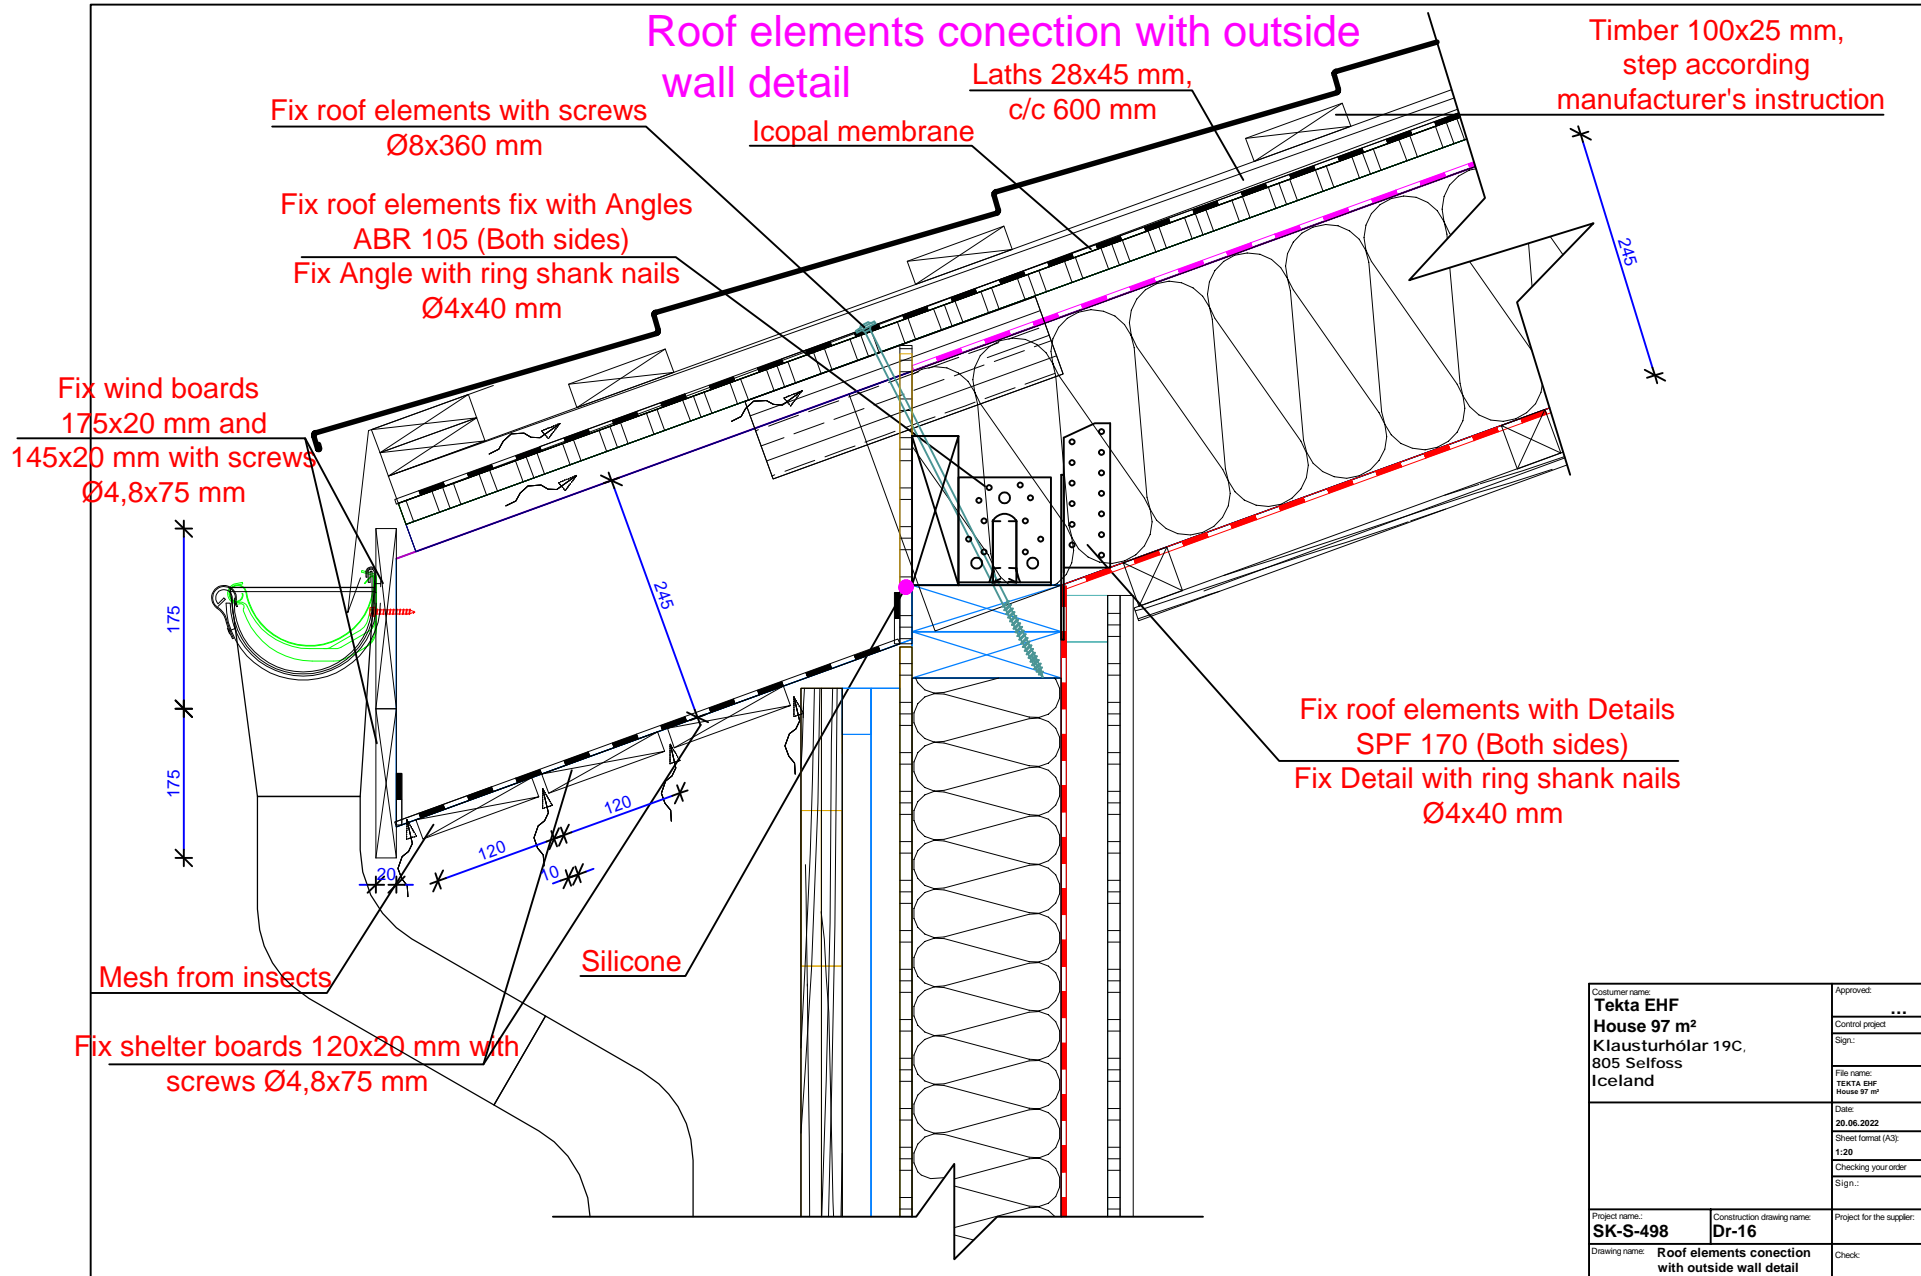 Roof elements conection with outside
wall detail
Timber 100x25 mm,
step according
manufacturer's instruction
Laths 28x45 mm,
c/c 600 mm
Icopal membrane
Fix roof elements with screws
Ø8x360 mm
Fix roof elements fix with Angles
ABR 105 (Both sides)
Fix Angle with ring shank nails
Ø4x40 mm
Fix wind boards
175x20 mm and
145x20 mm with screws
Ø4,8x75 mm
245
245
175
175
120
120
10
20
Fix roof elements with Details
SPF 170 (Both sides)
Fix Detail with ring shank nails
Ø4x40 mm
Silicone
Mesh from insects
Fix shelter boards 120x20 mm with
screws Ø4,8x75 mm
Costumer name:
Tekta EHF
House 97 m²
Klausturhólar 19C,
805 Selfoss
Iceland
Approved:
...
Control project
Sign.:
File name:
TEKTA EHF
House 97 m²
Date:
20.06.2022
Sheet format (A3):
1:20
Checking your order
Sign.:
Project name.:
SK-S-498
Construction drawing name:
Dr-16
Project for the supplier:
Drawing name:
Roof elements conection
with outside wall detail
Check: